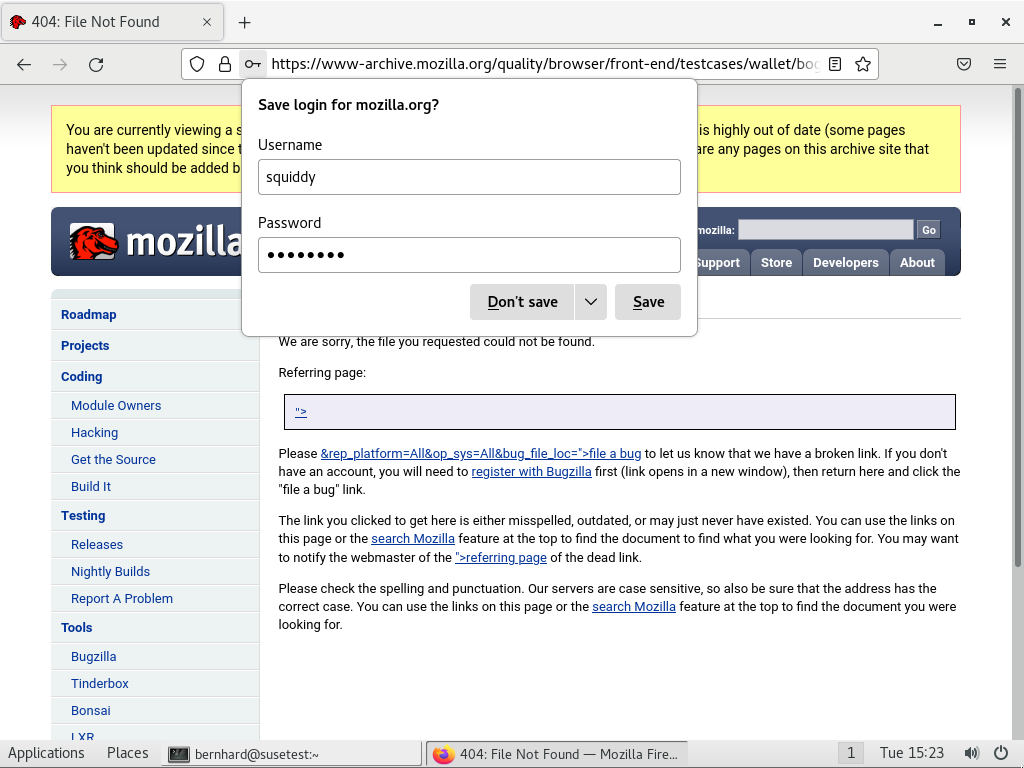 404: File Not Found
https://www-archive.mozilla.org/quality/browser/front-end/testcases/wallet/bog
Save login for mozilla.org?
Username
squiddy
Password
●●●●●●●●
Don't save
Save
You are currently viewing a s
is highly out of date (some pages
haven't been updated since t
are any pages on this archive site that
you think should be added b
mozilla
mozilla:
Go
Support
Store
Developers
About
Roadmap
Projects
Coding
Module Owners
Hacking
Get the Source
Build It
Testing
Releases
Nightly Builds
Report A Problem
Tools
Bugzilla
Tinderbox
Bonsai
LXR
We are sorry, the file you requested could not be found.
Referring page:
">
Please &rep_platform=All&op_sys=All&bug_file_loc=">file a bug to let us know that we have a broken link. If you don't
have an account, you will need to register with Bugzilla first (link opens in a new window), then return here and click the
"file a bug" link.
The link you clicked to get here is either misspelled, outdated, or may just never have existed. You can use the links on
this page or the search Mozilla feature at the top to find the document to find what you were looking for. You may want
to notify the webmaster of the ">referring page of the dead link.
Please check the spelling and punctuation. Our servers are case sensitive, so also be sure that the address has the
correct case. You can use the links on this page or the search Mozilla feature at the top to find the document you were
looking for.
Applications
Places
bernhard@susetest:~
404: File Not Found — Mozilla Fire...
1
Tue 15:23